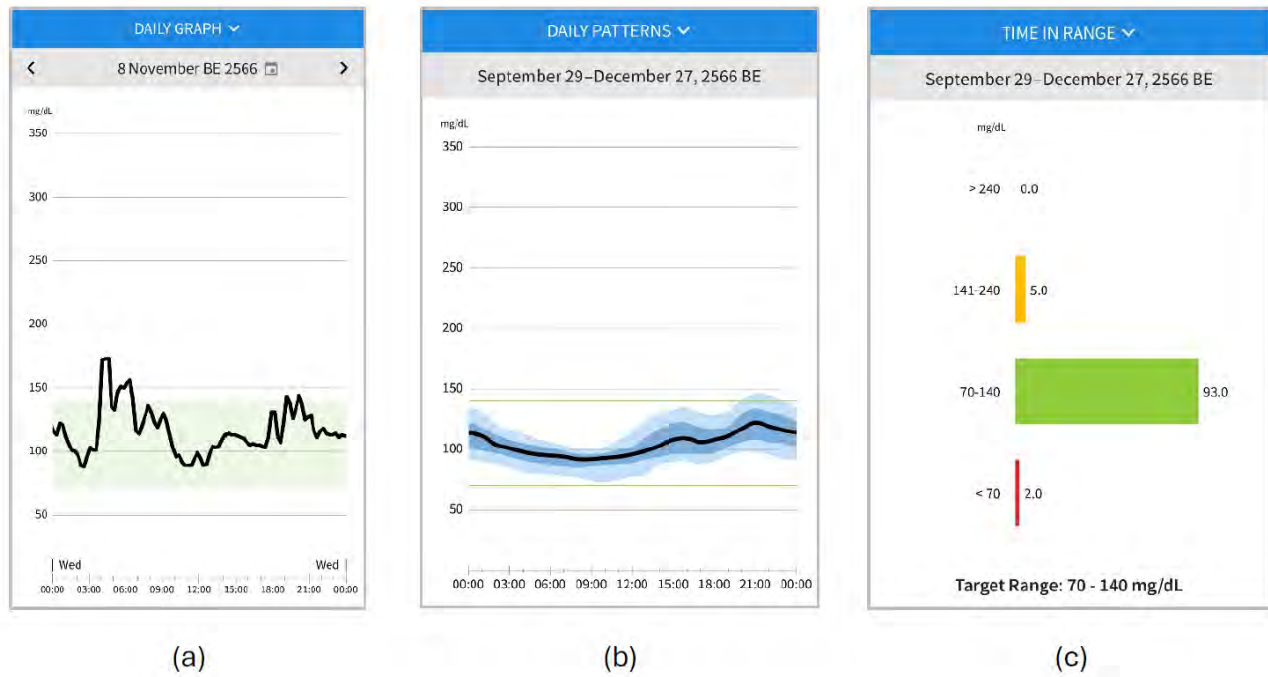 DAILY GRAPH
8 November BE 2566
mg/dL
350
300
250
200
150
100
50
Wed Wed
00:00 03:00 06:00 09:00 12:00 15:00 18:00 21:00 00:00
(a)
DAILY PATTERNS
September 29–December 27, 2566 BE
mg/dL
350
300
250
200
150
100
50
00:00 03:00 06:00 09:00 12:00 15:00 18:00 21:00 00:00
(b)
TIME IN RANGE
September 29–December 27, 2566 BE
mg/dL
> 240 0.0
141-240 5.0
70-140 93.0
< 70 2.0
Target Range: 70 - 140 mg/dL
(c)